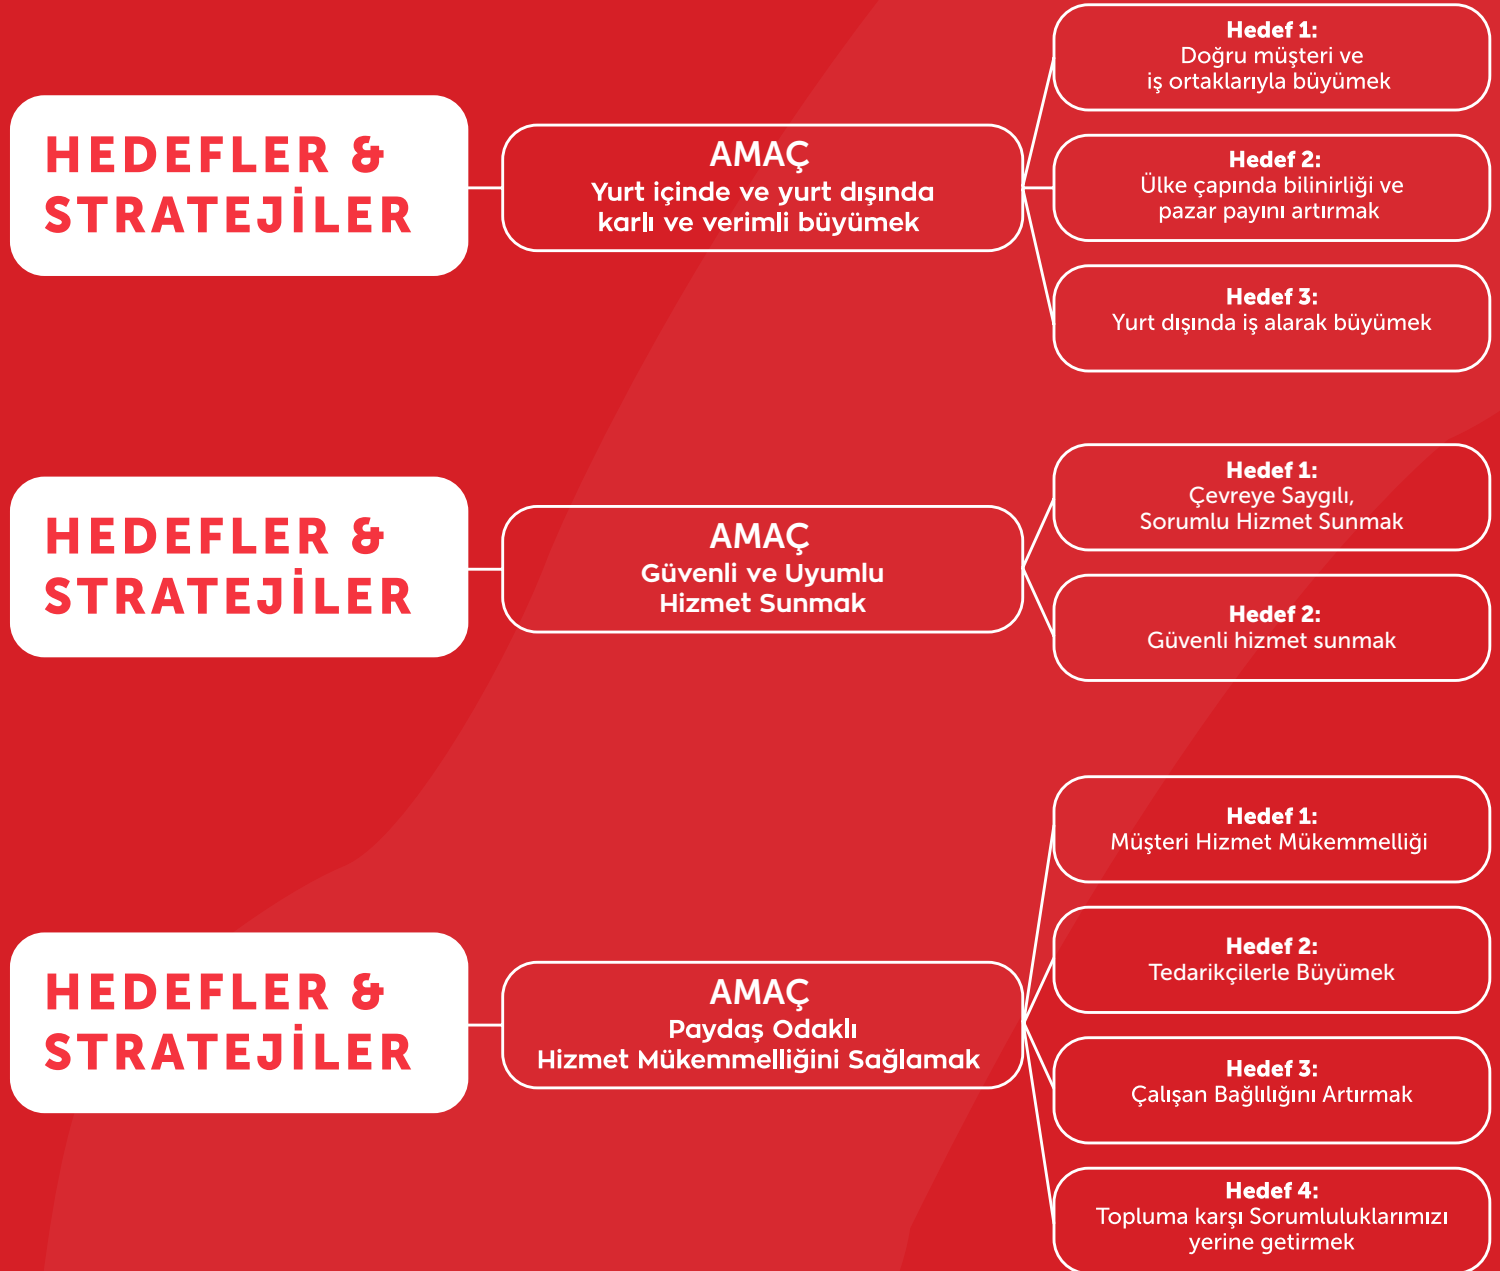 HEDEFLER &
STRATEJİLER
AMAÇ
Yurt içinde ve yurt dışında
karlı ve verimli büyümek
Hedef 1:
Doğru müşteri ve
iş ortaklarıyla büyümek
Hedef 2:
Ülke çapında bilinirliği ve
pazar payını artırmak
Hedef 3:
Yurt dışında iş alarak büyümek
HEDEFLER &
STRATEJİLER
AMAÇ
Güvenli ve Uyumlu
Hizmet Sunmak
Hedef 1:
Çevreye Saygılı,
Sorumlu Hizmet Sunmak
Hedef 2:
Güvenli hizmet sunmak
HEDEFLER &
STRATEJİLER
AMAÇ
Paydaş Odaklı
Hizmet Mükemmelliğini Sağlamak
Hedef 1:
Müşteri Hizmet Mükemmelliği
Hedef 2:
Tedarikçilerle Büyümek
Hedef 3:
Çalışan Bağlılığını Artırmak
Hedef 4:
Topluma karşı Sorumluluklarımızı
yerine getirmek